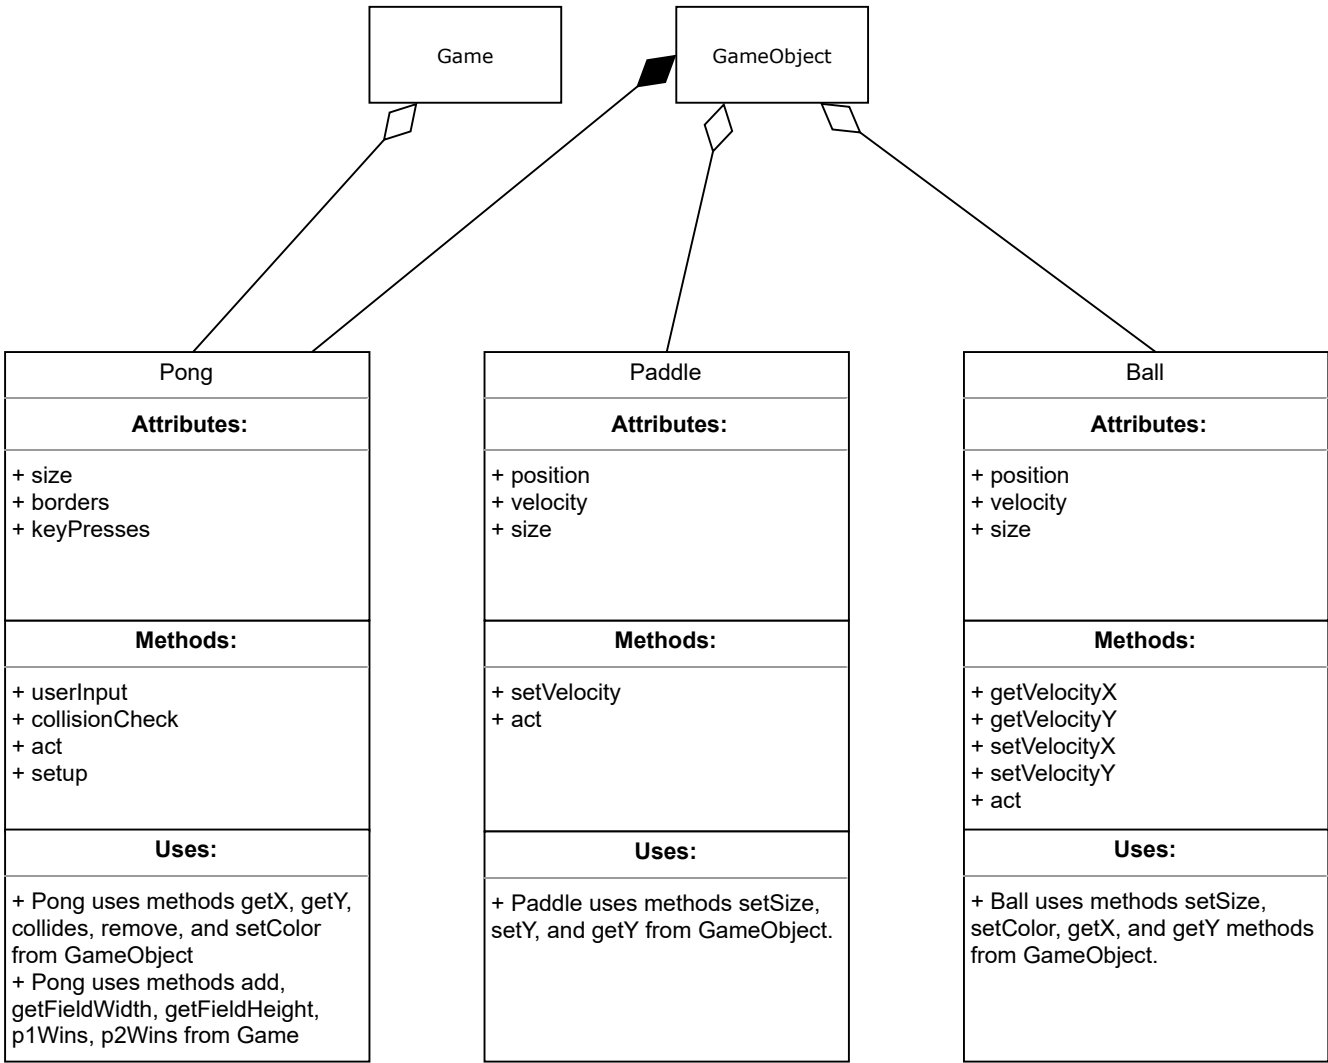 Game
GameObject
Pong
Attributes:
+ size
+ borders
+ keyPresses
Methods:
+ userInput
+ collisionCheck
+ act
+ setup
Uses:
+ Pong uses methods getX, getY,
collides, remove, and setColor
from GameObject
+ Pong uses methods add,
getFieldWidth, getFieldHeight,
p1Wins, p2Wins from Game
Paddle
Attributes:
+ position
+ velocity
+ size
Methods:
+ setVelocity
+ act
Uses:
+ Paddle uses methods setSize,
setY, and getY from GameObject.
Ball
Attributes:
+ position
+ velocity
+ size
Methods:
+ getVelocityX
+ getVelocityY
+ setVelocityX
+ setVelocityY
+ act
Uses:
+ Ball uses methods setSize,
setColor, getX, and getY methods
from GameObject.